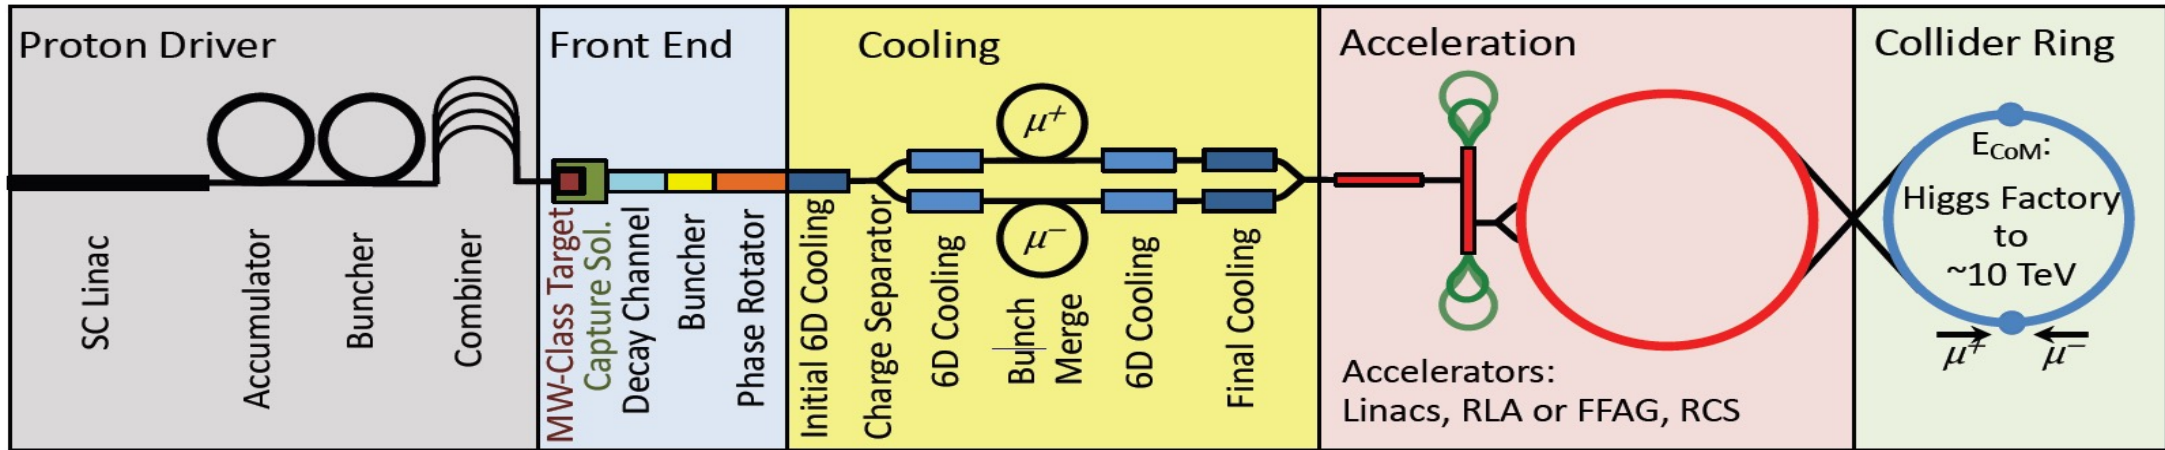 Proton Driver
SC Linac
Accumulator
Buncher
Combiner
Front End
MW-Class Target
Capture Sol.
Decay Channel
Buncher
Phase Rotator
Cooling
Initial 6D Cooling
Charge Separator
μ+
μ−
6D Cooling
Bunch
Merge
6D Cooling
Final Cooling
Acceleration
Accelerators:
Linacs, RLA or FFAG, RCS
Collider Ring
ECoM:
Higgs Factory
to
~10 TeV
μ+ μ−